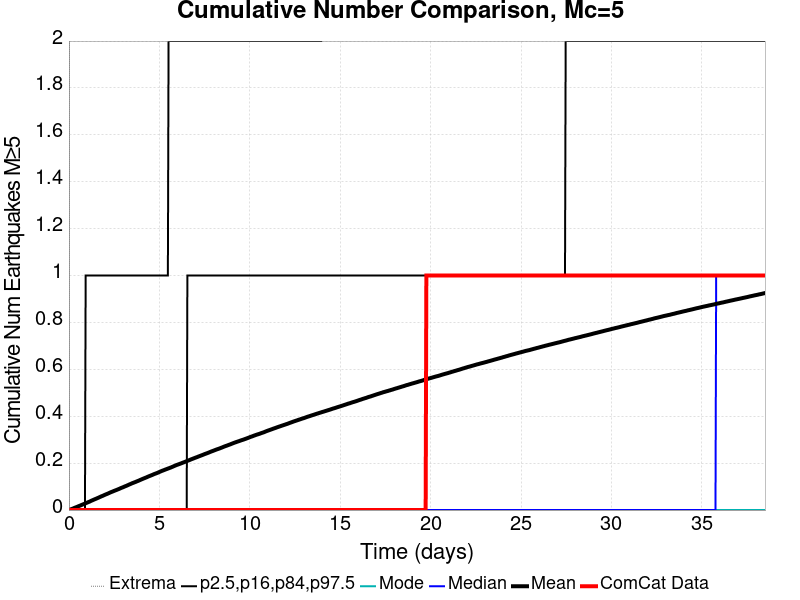 Cumulative Number Comparison, Mc=5
Cumulative Num Earthquakes M≥5
2
1.8
1.6
1.4
1.2
1
0.8
0.6
0.4
0.2
0
0 5 10 15 20 25 30 35
Time (days)
Extrema p2.5,p16,p84,p97.5 Mode Median Mean ComCat Data